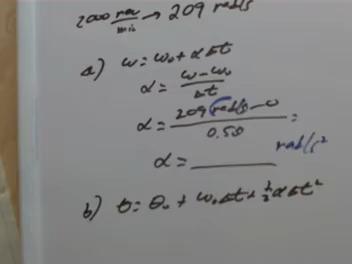 2000 rev/min → 209 rad/s
a) ω = ω₀ + αΔt
α = (ω - ω₀)/Δt
α = (209 rad/s - 0)/0.50 =
α = ______ rad/s²
b) θ = θ₀ + ω₀Δt + ½αΔt²